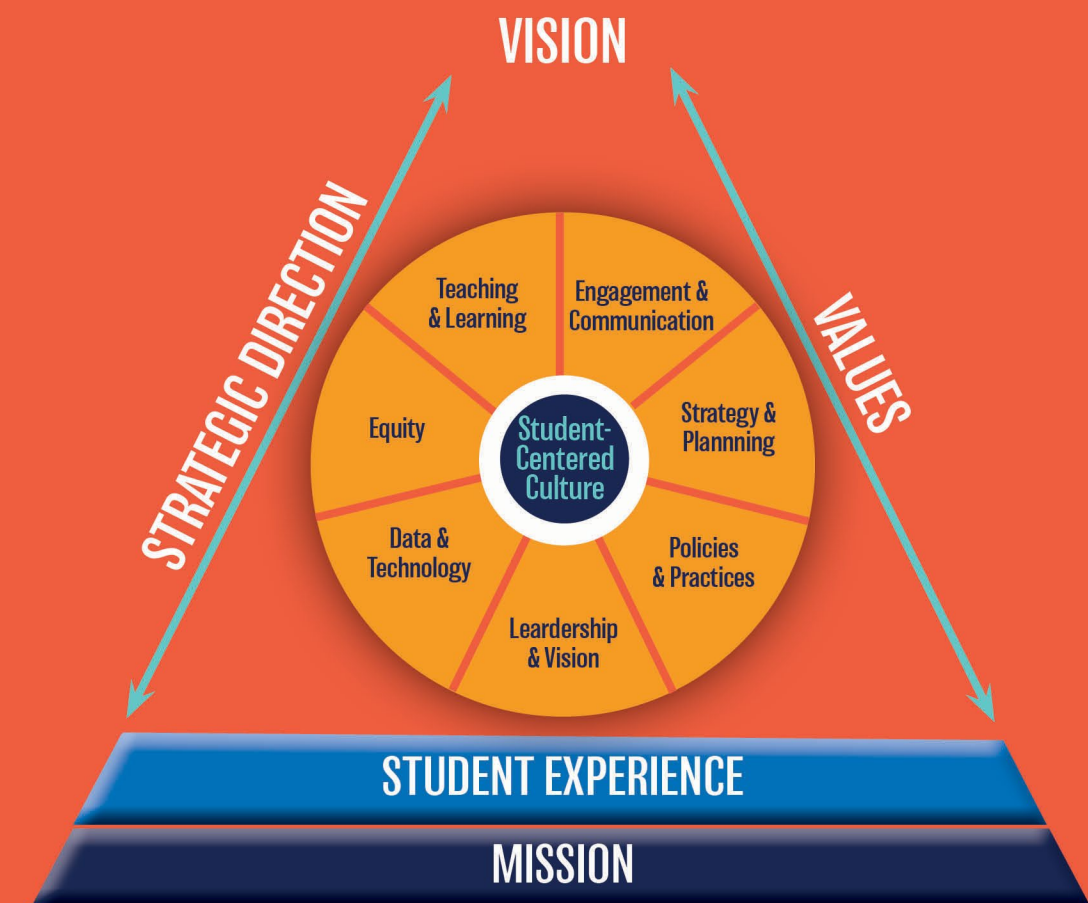 VISION
STRATEGIC DIRECTION
VALUES
Teaching
& Learning
Engagement &
Communication
Equity
Student-
Centered
Culture
Strategy &
Plannning
Data &
Technology
Policies
& Practices
Leardership
& Vision
STUDENT EXPERIENCE
MISSION